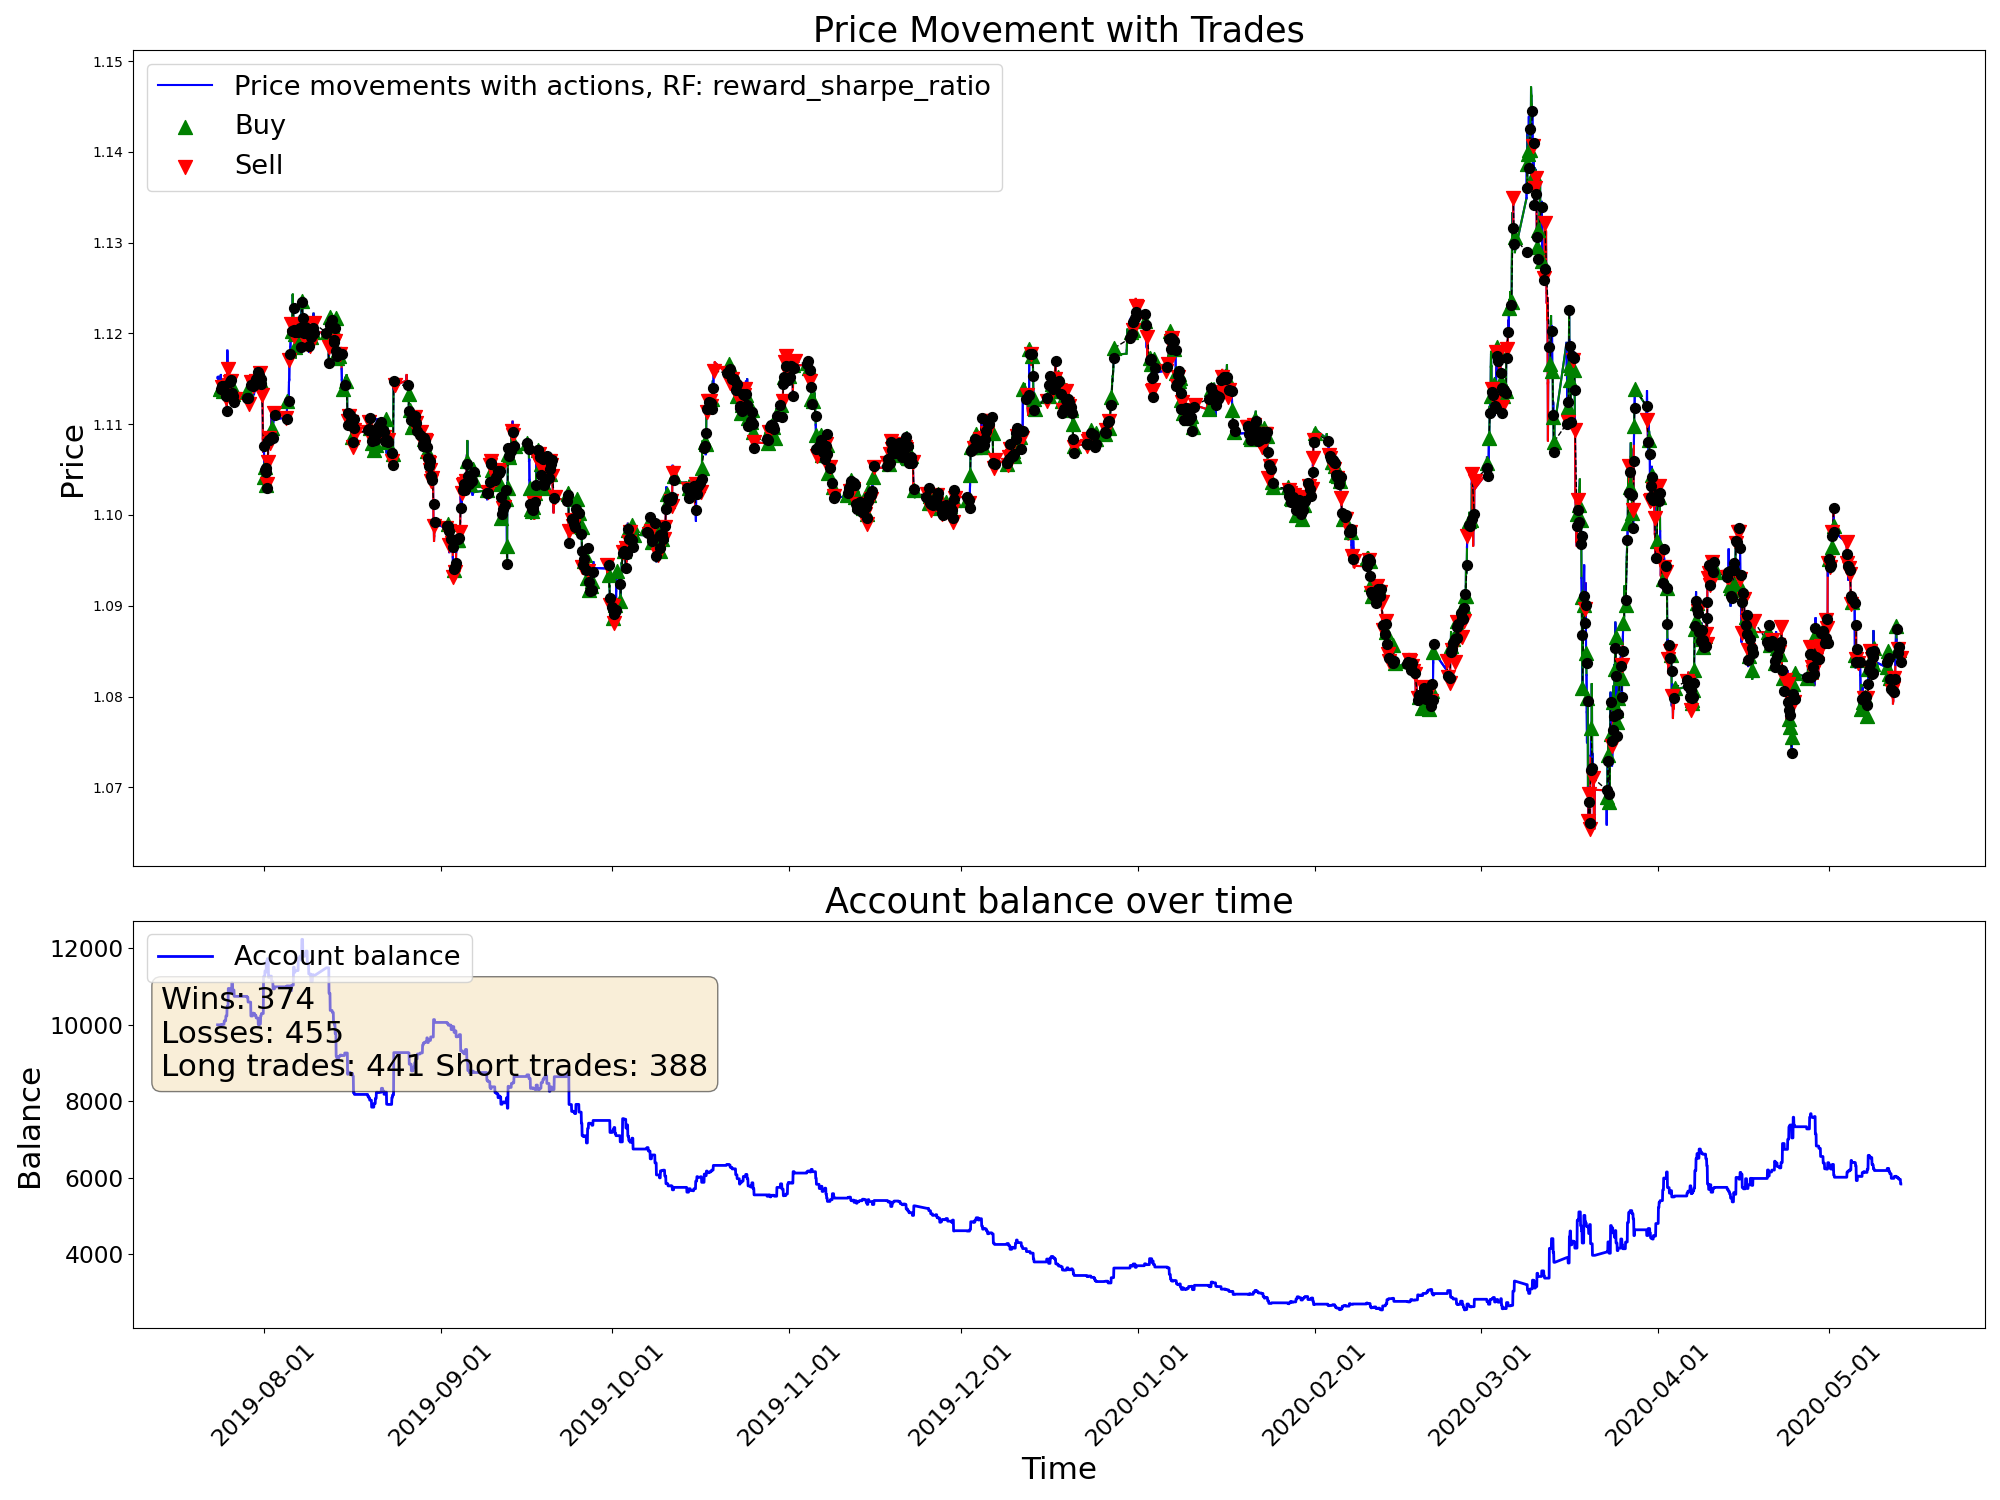 Price Movement with Trades
1.15
Price movements with actions, RF: reward_sharpe_ratio
Buy
Sell
1.14
1.13
1.12
1.11
1.10
1.09
1.08
1.07
Price
Account balance over time
Account balance
Wins: 374
Losses: 455
Long trades: 441 Short trades: 388
12000
10000
8000
6000
4000
Balance
2019-08-01
2019-09-01
2019-10-01
2019-11-01
2019-12-01
2020-01-01
2020-02-01
2020-03-01
2020-04-01
2020-05-01
Time